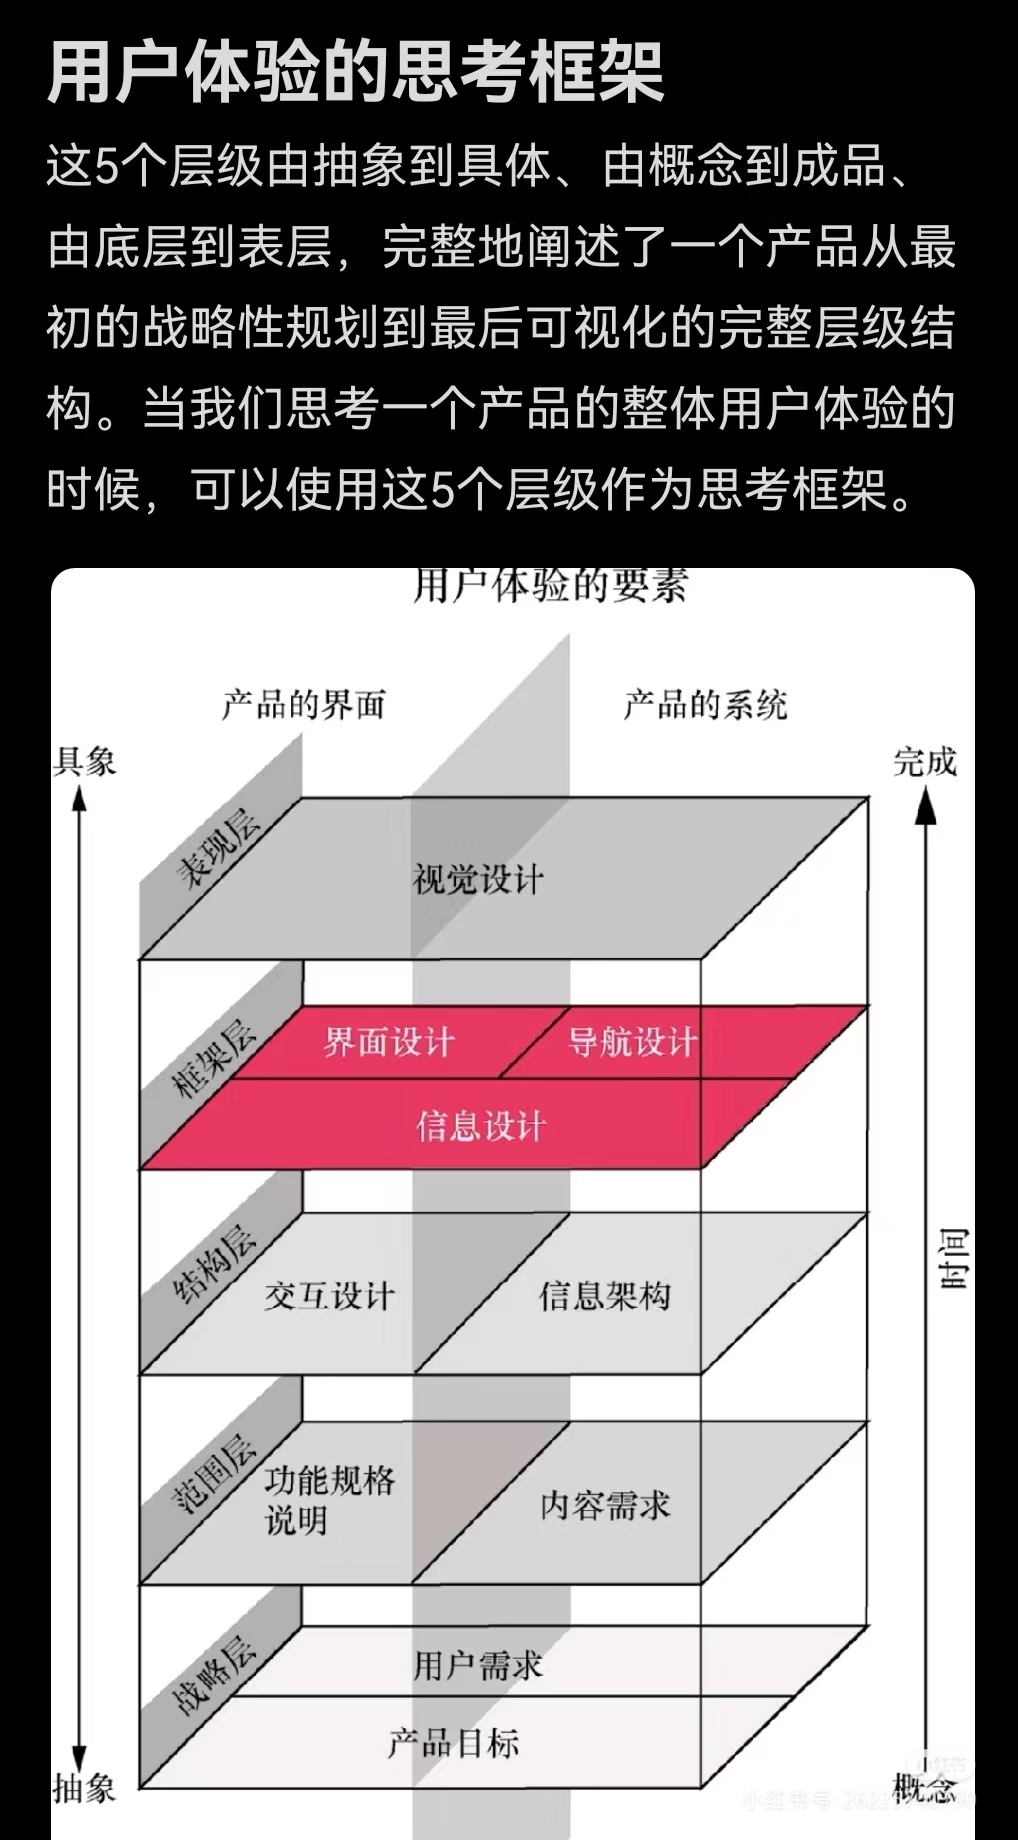 用户体验的思考框架
这5个层级由抽象到具体、由概念到成品、
由底层到表层，完整地阐述了一个产品从最
初的战略性规划到最后可视化的完整层级结
构。当我们思考一个产品的整体用户体验的
时候，可以使用这5个层级作为思考框架。
用户体验的要素
产品的界面
产品的系统
具象
完成
表现层
视觉设计
框架层
界面设计
导航设计
信息设计
结构层
交互设计
信息架构
时间
范围层
功能规格
说明
内容需求
战略层
用户需求
产品目标
抽象
概念
小红书
小红书号